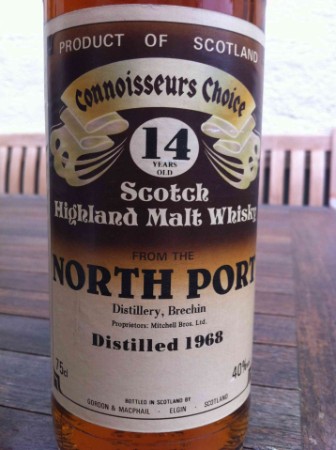 PRODUCT OF SCOTLAND
Connoisseurs Choice
14
YEARS
OLD
Scotch
Highland Malt Whisky
FROM THE
NORTH PORT
Distillery, Brechin
Proprietors: Mitchell Bros. Ltd.
Distilled 1968
75cl 40%
BOTTLED IN SCOTLAND BY
GORDON & MACPHAIL - ELGIN - SCOTLAND